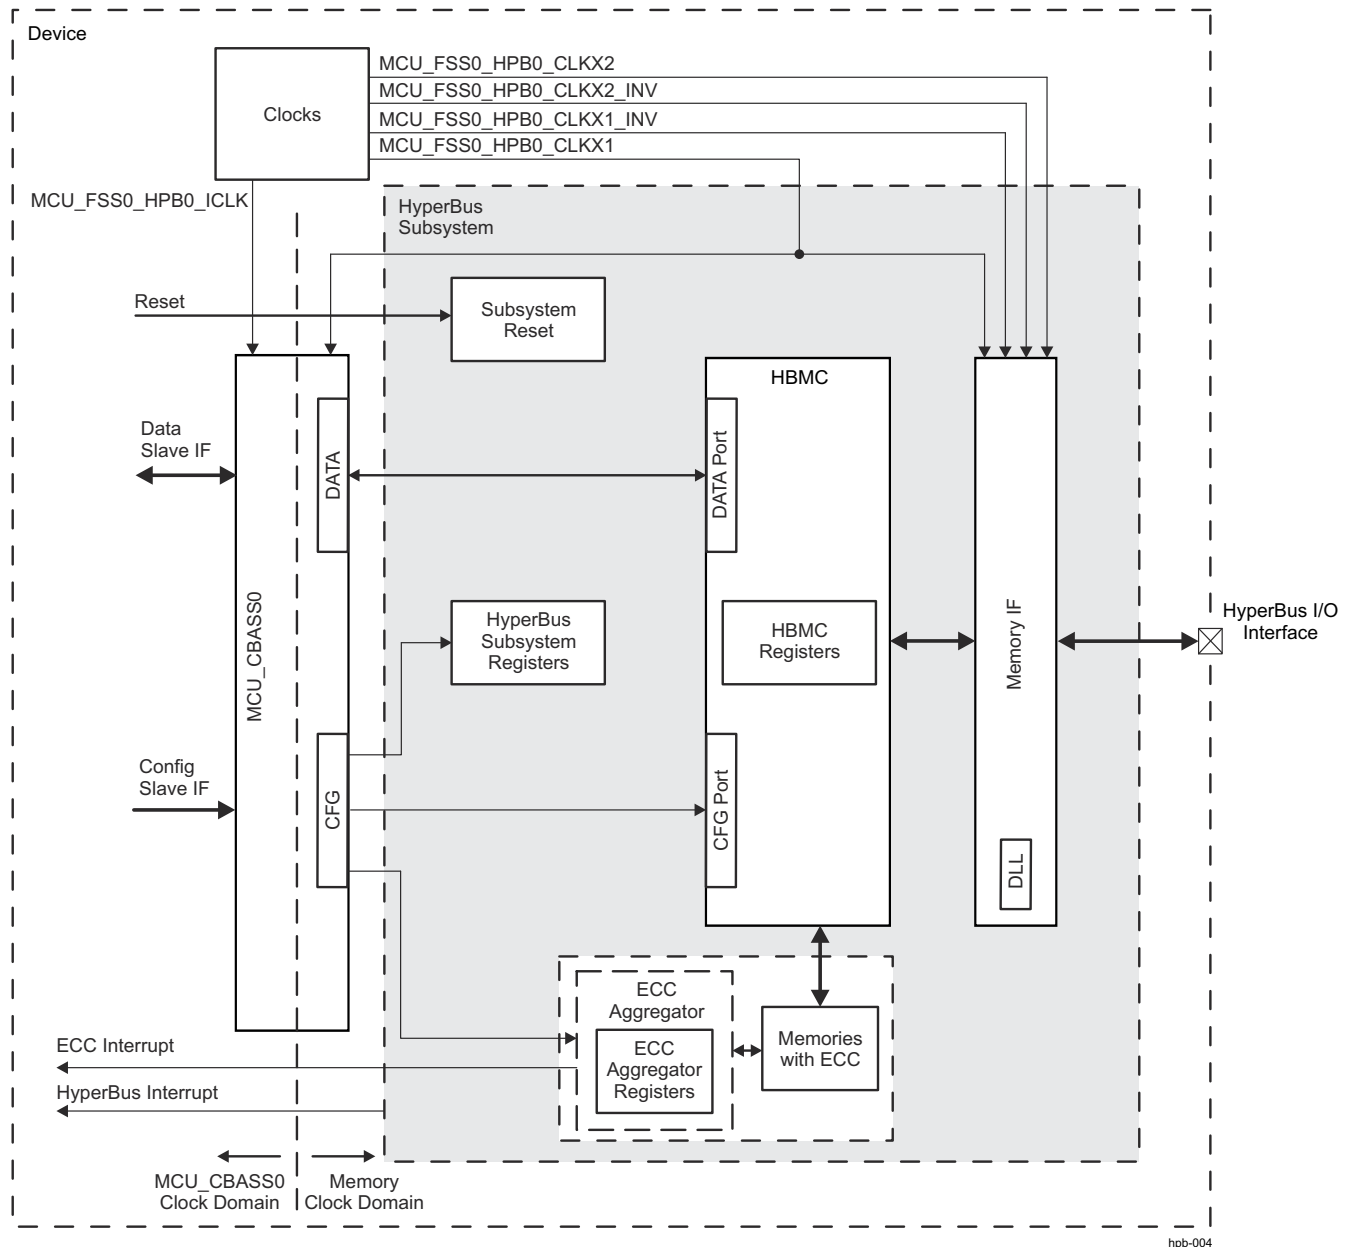 Device
Clocks
MCU_FSS0_HPB0_CLKX2
MCU_FSS0_HPB0_CLKX2_INV
MCU_FSS0_HPB0_CLKX1_INV
MCU_FSS0_HPB0_CLKX1
MCU_FSS0_HPB0_ICLK
HyperBus
Subsystem
Reset
Subsystem
Reset
HBMC
Data
Slave IF
DATA
DATA Port
MCU_CBASS0
HyperBus
Subsystem
Registers
HBMC
Registers
Memory IF
HyperBus I/O
Interface
Config
Slave IF
CFG
CFG Port
DLL
ECC
Aggregator
ECC
Aggregator
Registers
Memories
with ECC
ECC Interrupt
HyperBus Interrupt
MCU_CBASS0
Clock Domain
Memory
Clock Domain
hpb-004